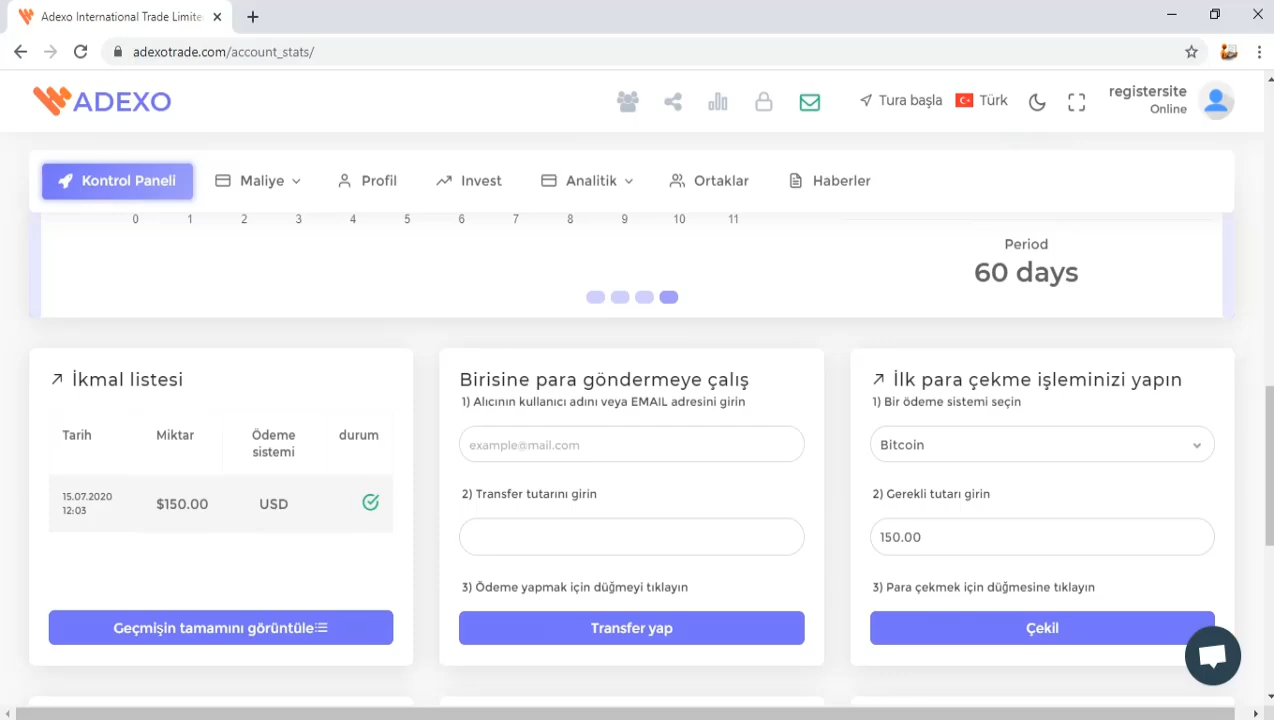 Adexo International Trade Limite
adexotrade.com/account_stats/
ADEXO
Tura başla
Türk
registersite
Online
Kontrol Paneli
Maliye
Profil
Invest
Analitik
Ortaklar
Haberler
0 1 2 3 4 5 6 7 8 9 10 11
Period
60 days
İkmal listesi
Tarih Miktar Ödeme sistemi durum
15.07.2020 12:03 $150.00 USD
Geçmişin tamamını görüntüle
Birisine para göndermeye çalış
1) Alıcının kullanıcı adını veya EMAIL adresini girin
example@mail.com
2) Transfer tutarını girin
3) Ödeme yapmak için düğmeyi tıklayın
Transfer yap
İlk para çekme işleminizi yapın
1) Bir ödeme sistemi seçin
Bitcoin
2) Gerekli tutarı girin
150.00
3) Para çekmek için düğmesine tıklayın
Çekil